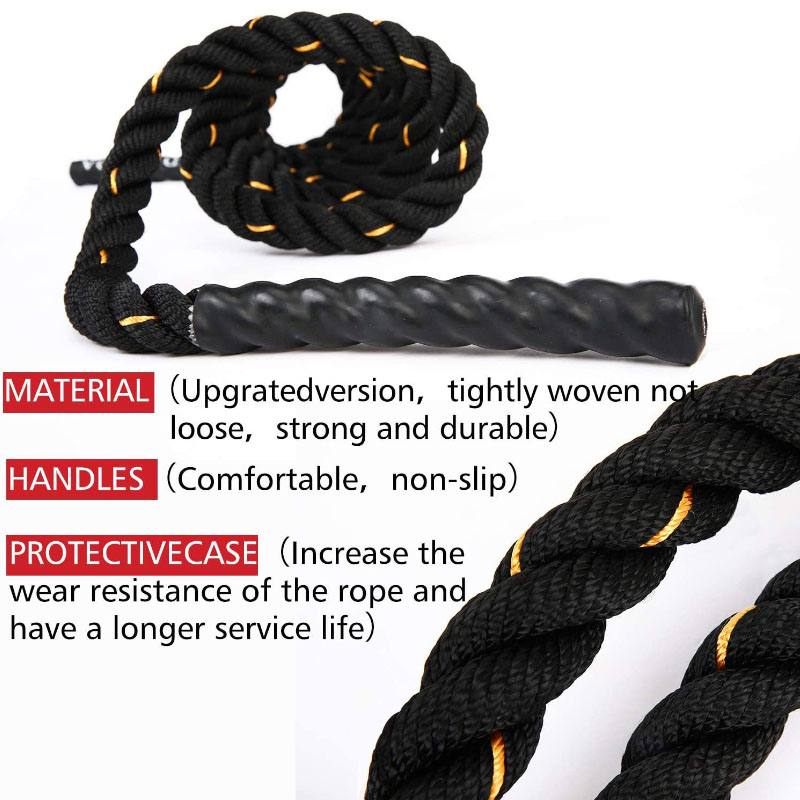 MATERIAL（Upgratedversion，tightly woven not
loose，strong and durable）
HANDLES（Comfortable，non-slip）
PROTECTIVECASE（Increase the
wear resistance of the rope and
have a longer service life）